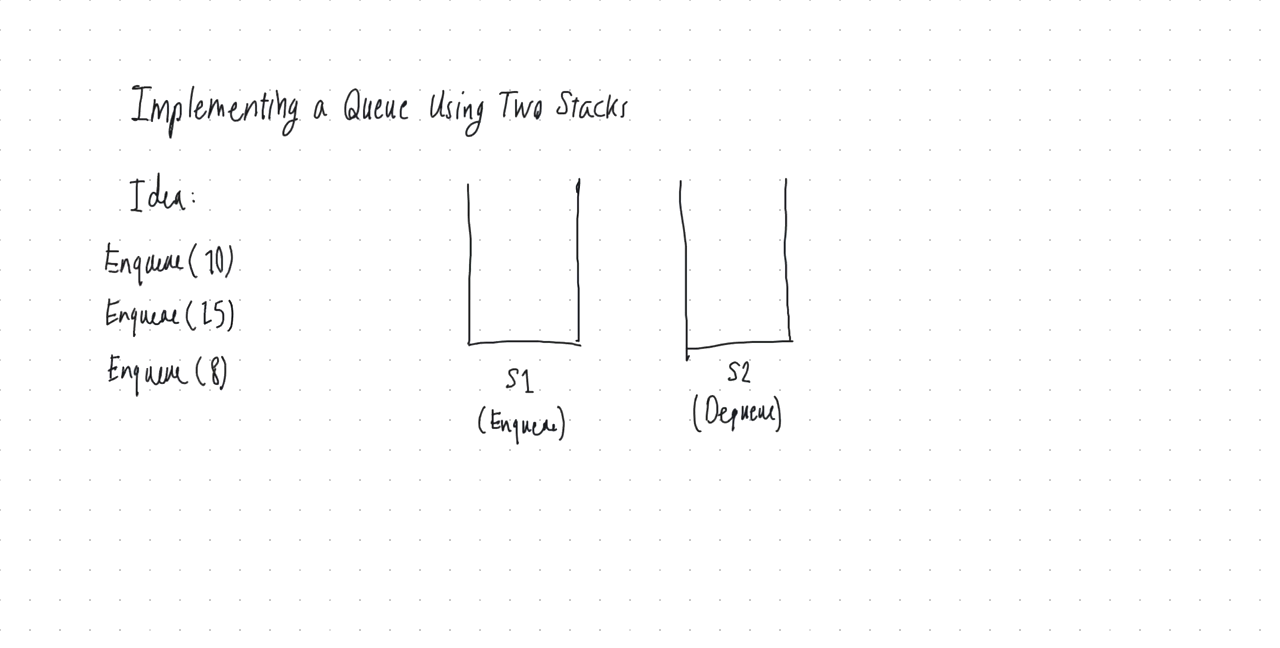 Implementing a Queue Using Two Stacks
Idea:
Enqueue(10)
Enqueue(15)
Enqueue(8)
S1
(Enqueue)
S2
(Dequeue)